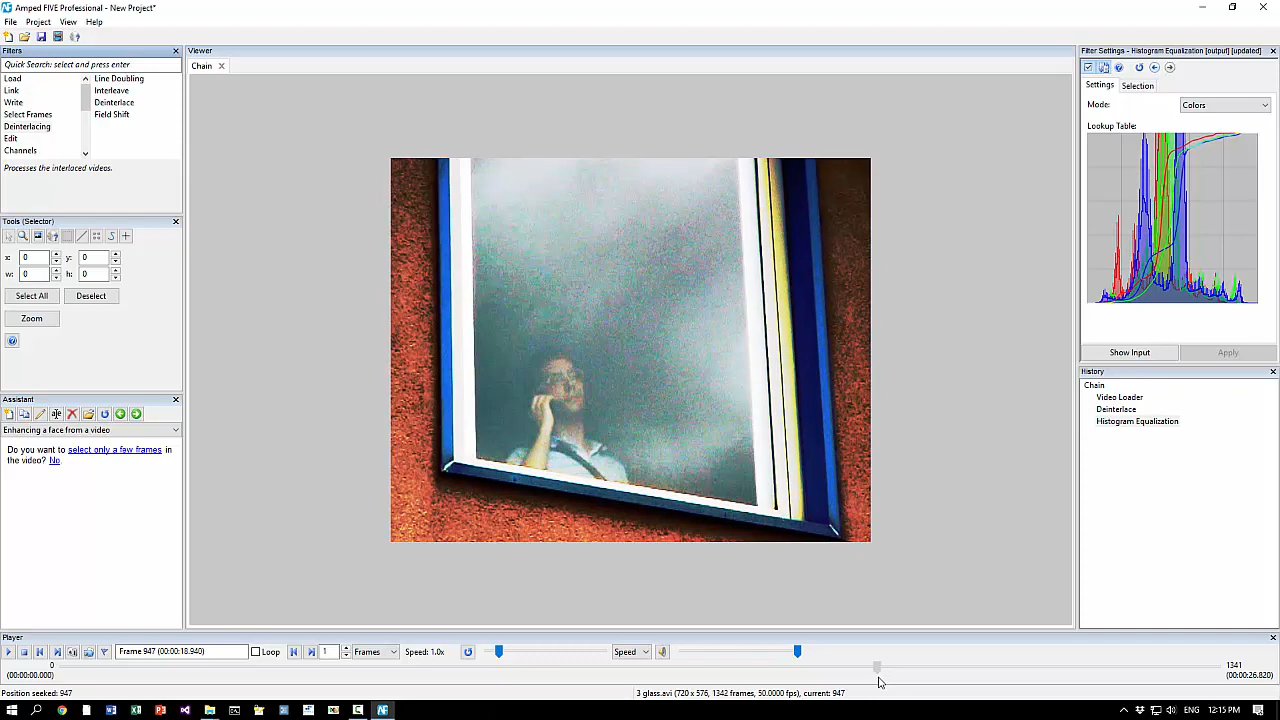 Amped FIVE Professional - New Project*
File Project View Help
Filters
Quick Search: select and press enter
Load
Link
Write
Select Frames
Deinterlacing
Edit
Channels
Line Doubling
Interleave
Deinterlace
Field Shift
Processes the interlaced videos.
Tools (Selector)
x: 0 y: 0
w: 0 h: 0
Select All Deselect
Zoom
Assistant
Enhancing a face from a video
Do you want to select only a few frames in
the video? No.
Viewer
Chain
Filter Settings - Histogram Equalization [output] [updated]
Settings Selection
Mode: Colors
Lookup Table:
Show Input Apply
History
Chain
Video Loader
Deinterlace
Histogram Equalization
Player
Frame 947 (00:00:18.940) Loop 1 Frames Speed: 1.0x Speed
0 1341
(00:00:00.000) (00:00:26.820)
Position seeked: 947 3 glass.avi (720 x 576, 1342 frames, 50.0000 fps), current: 947
12:15 PM